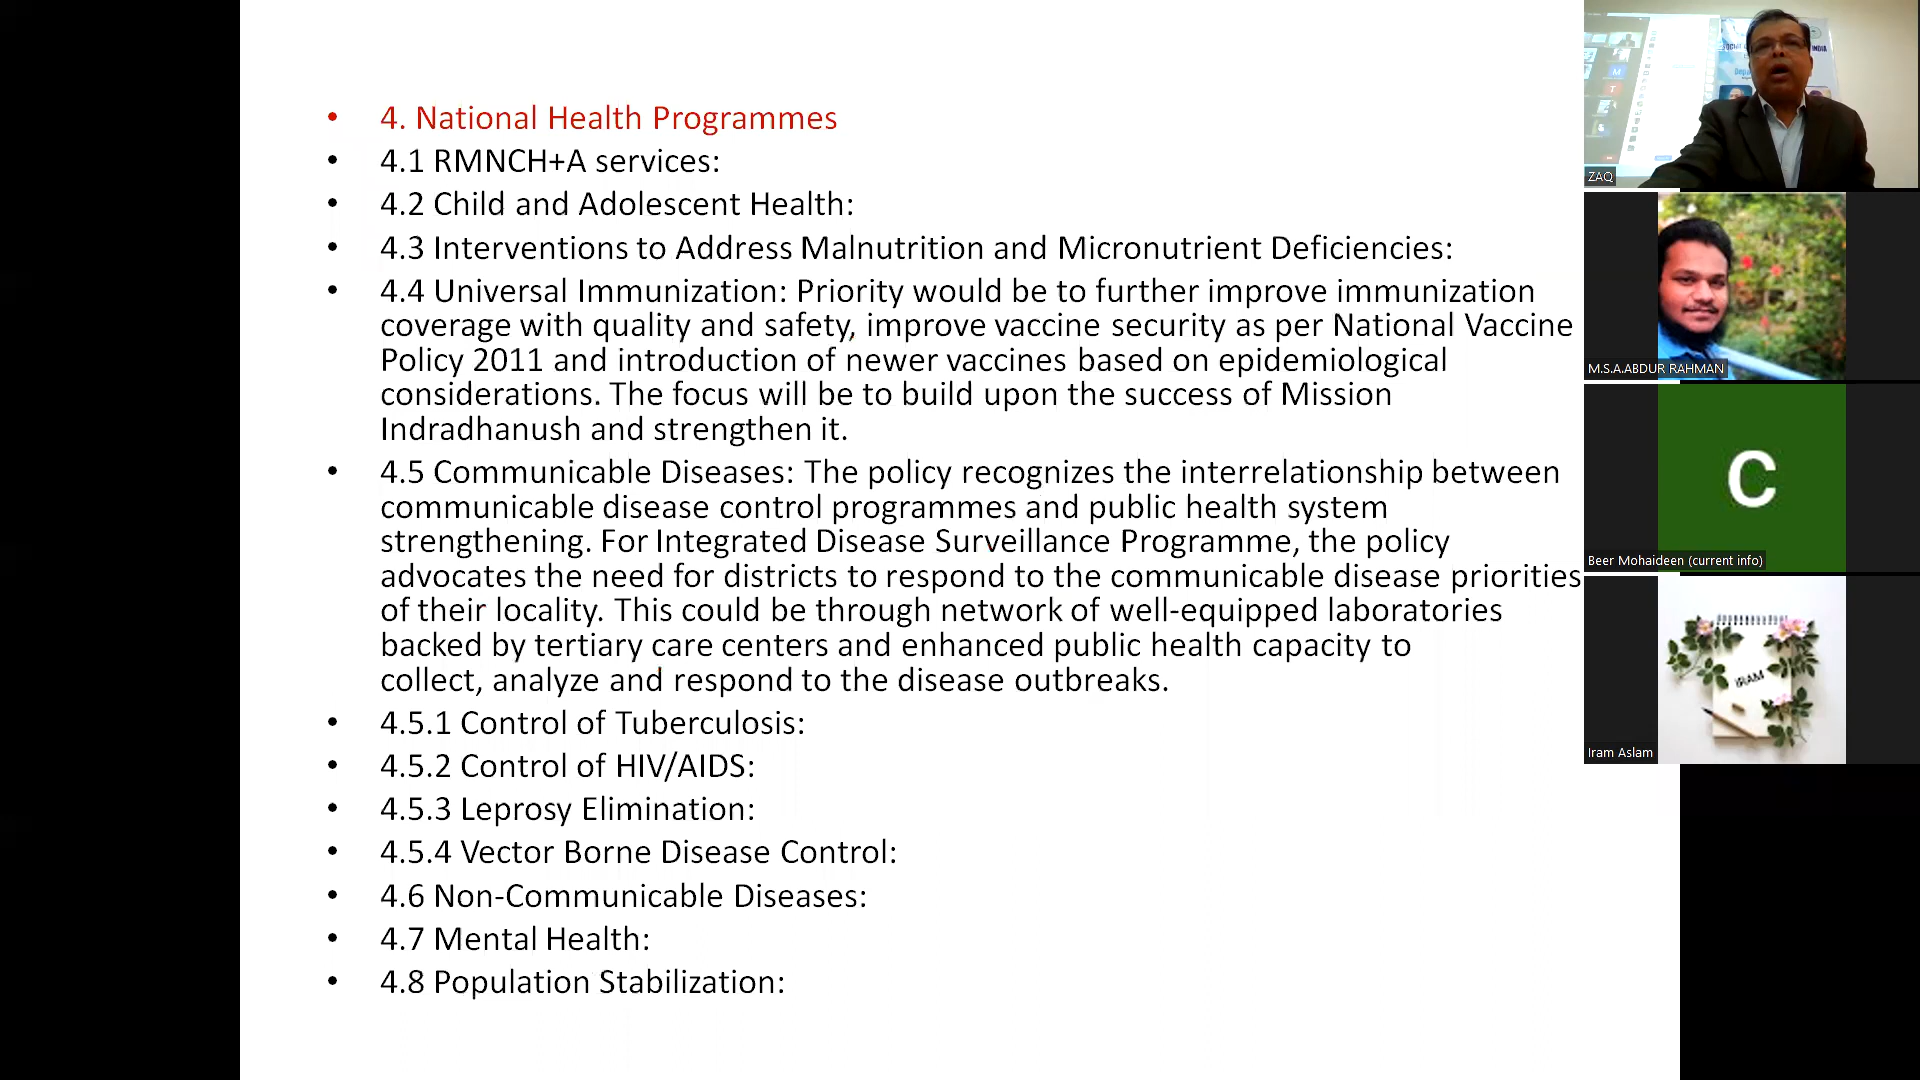 • 4. National Health Programmes
• 4.1 RMNCH+A services:
• 4.2 Child and Adolescent Health:
• 4.3 Interventions to Address Malnutrition and Micronutrient Deficiencies:
• 4.4 Universal Immunization: Priority would be to further improve immunization
coverage with quality and safety, improve vaccine security as per National Vaccine
Policy 2011 and introduction of newer vaccines based on epidemiological
considerations. The focus will be to build upon the success of Mission
Indradhanush and strengthen it.
• 4.5 Communicable Diseases: The policy recognizes the interrelationship between
communicable disease control programmes and public health system
strengthening. For Integrated Disease Surveillance Programme, the policy
advocates the need for districts to respond to the communicable disease priorities
of their locality. This could be through network of well-equipped laboratories
backed by tertiary care centers and enhanced public health capacity to
collect, analyze and respond to the disease outbreaks.
• 4.5.1 Control of Tuberculosis:
• 4.5.2 Control of HIV/AIDS:
• 4.5.3 Leprosy Elimination:
• 4.5.4 Vector Borne Disease Control:
• 4.6 Non-Communicable Diseases:
• 4.7 Mental Health:
• 4.8 Population Stabilization:
INDIA
M
T
ZAQ
M.S.A.ABDUR RAHMAN
C
Beer Mohaideen (current info)
IRAM
Iram Aslam